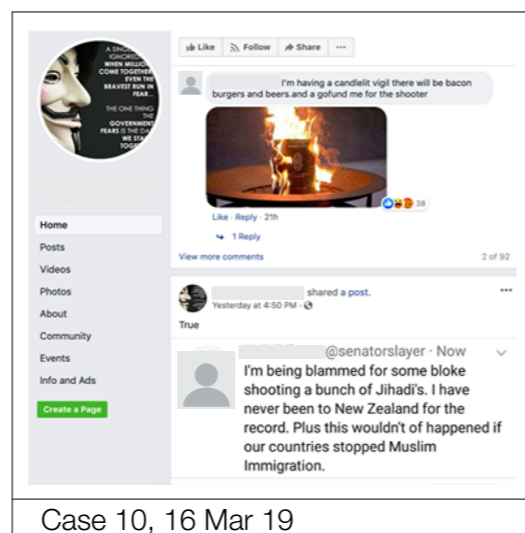 A SINGL
IGNORED
WHEN MILLIO
COME TOGETHER
EVEN THE
BRAVEST RUN IN
FEAR...
THE ONE THING
THE
GOVERNMENT
FEARS IS THE DA
WE STA
TOGE
Like Follow Share ...
I'm having a candlelit vigil there will be bacon
burgers and beers.and a gofund me for the shooter
38
Like · Reply · 21h
1 Reply
View more comments 2 of 92
Home
Posts
Videos
Photos
About
Community
Events
Info and Ads
Create a Page
shared a post.
Yesterday at 4:50 PM ·
True
@senatorslayer · Now
I'm being blamed for some bloke
shooting a bunch of Jihadi's. I have
never been to New Zealand for the
record. Plus this wouldn't of happened if
our countries stopped Muslim
Immigration.
Case 10, 16 Mar 19